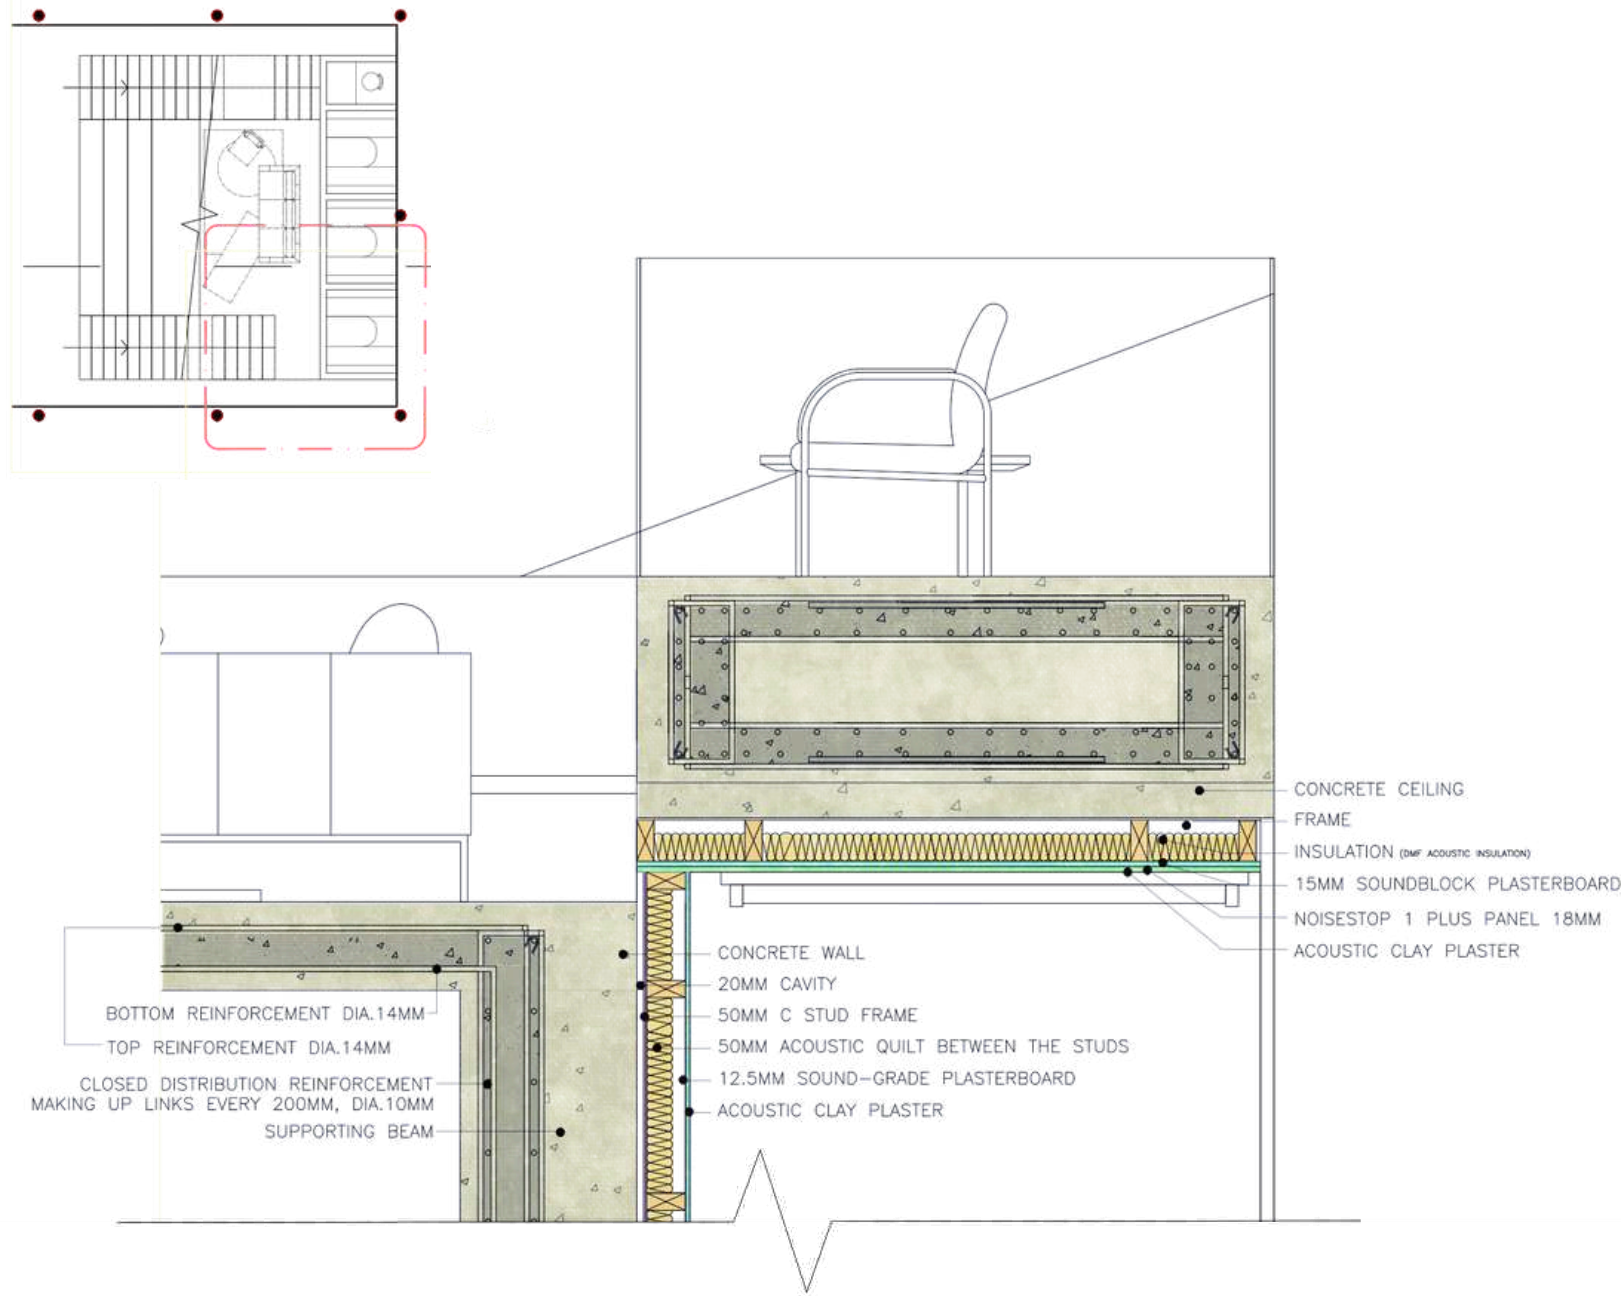 CONCRETE CEILING
FRAME
INSULATION (DMF ACOUSTIC INSULATION)
15MM SOUNDBLOCK PLASTERBOARD
NOISESTOP 1 PLUS PANEL 18MM
ACOUSTIC CLAY PLASTER
CONCRETE WALL
20MM CAVITY
50MM C STUD FRAME
50MM ACOUSTIC QUILT BETWEEN THE STUDS
12.5MM SOUND-GRADE PLASTERBOARD
ACOUSTIC CLAY PLASTER
BOTTOM REINFORCEMENT DIA.14MM
TOP REINFORCEMENT DIA.14MM
CLOSED DISTRIBUTION REINFORCEMENT
MAKING UP LINKS EVERY 200MM, DIA.10MM
SUPPORTING BEAM